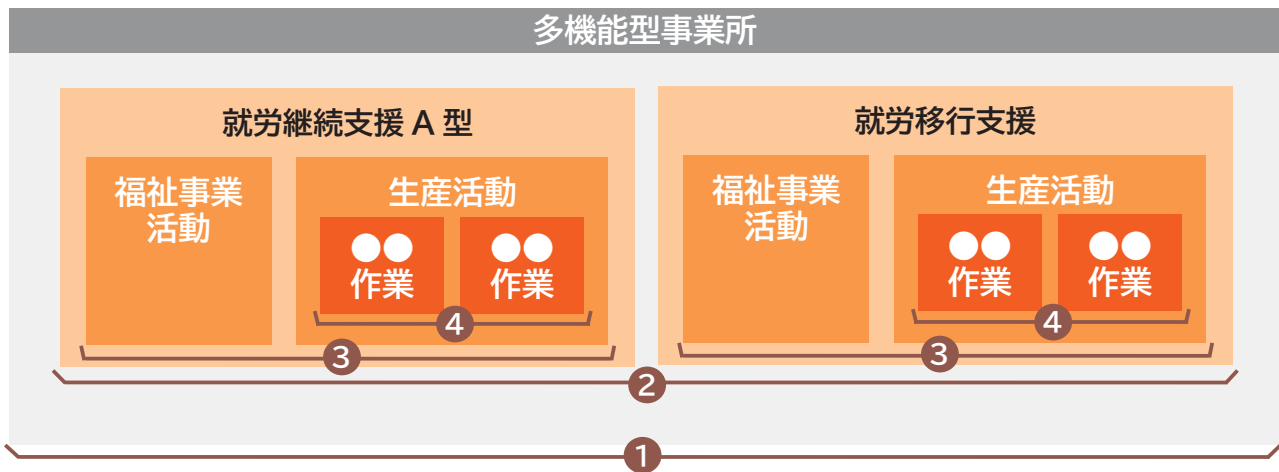 多機能型事業所
就労継続支援 A 型
福祉事業
活動
生産活動
●●
作業
●●
作業
4
3
就労移行支援
福祉事業
活動
生産活動
●●
作業
●●
作業
4
3
2
1